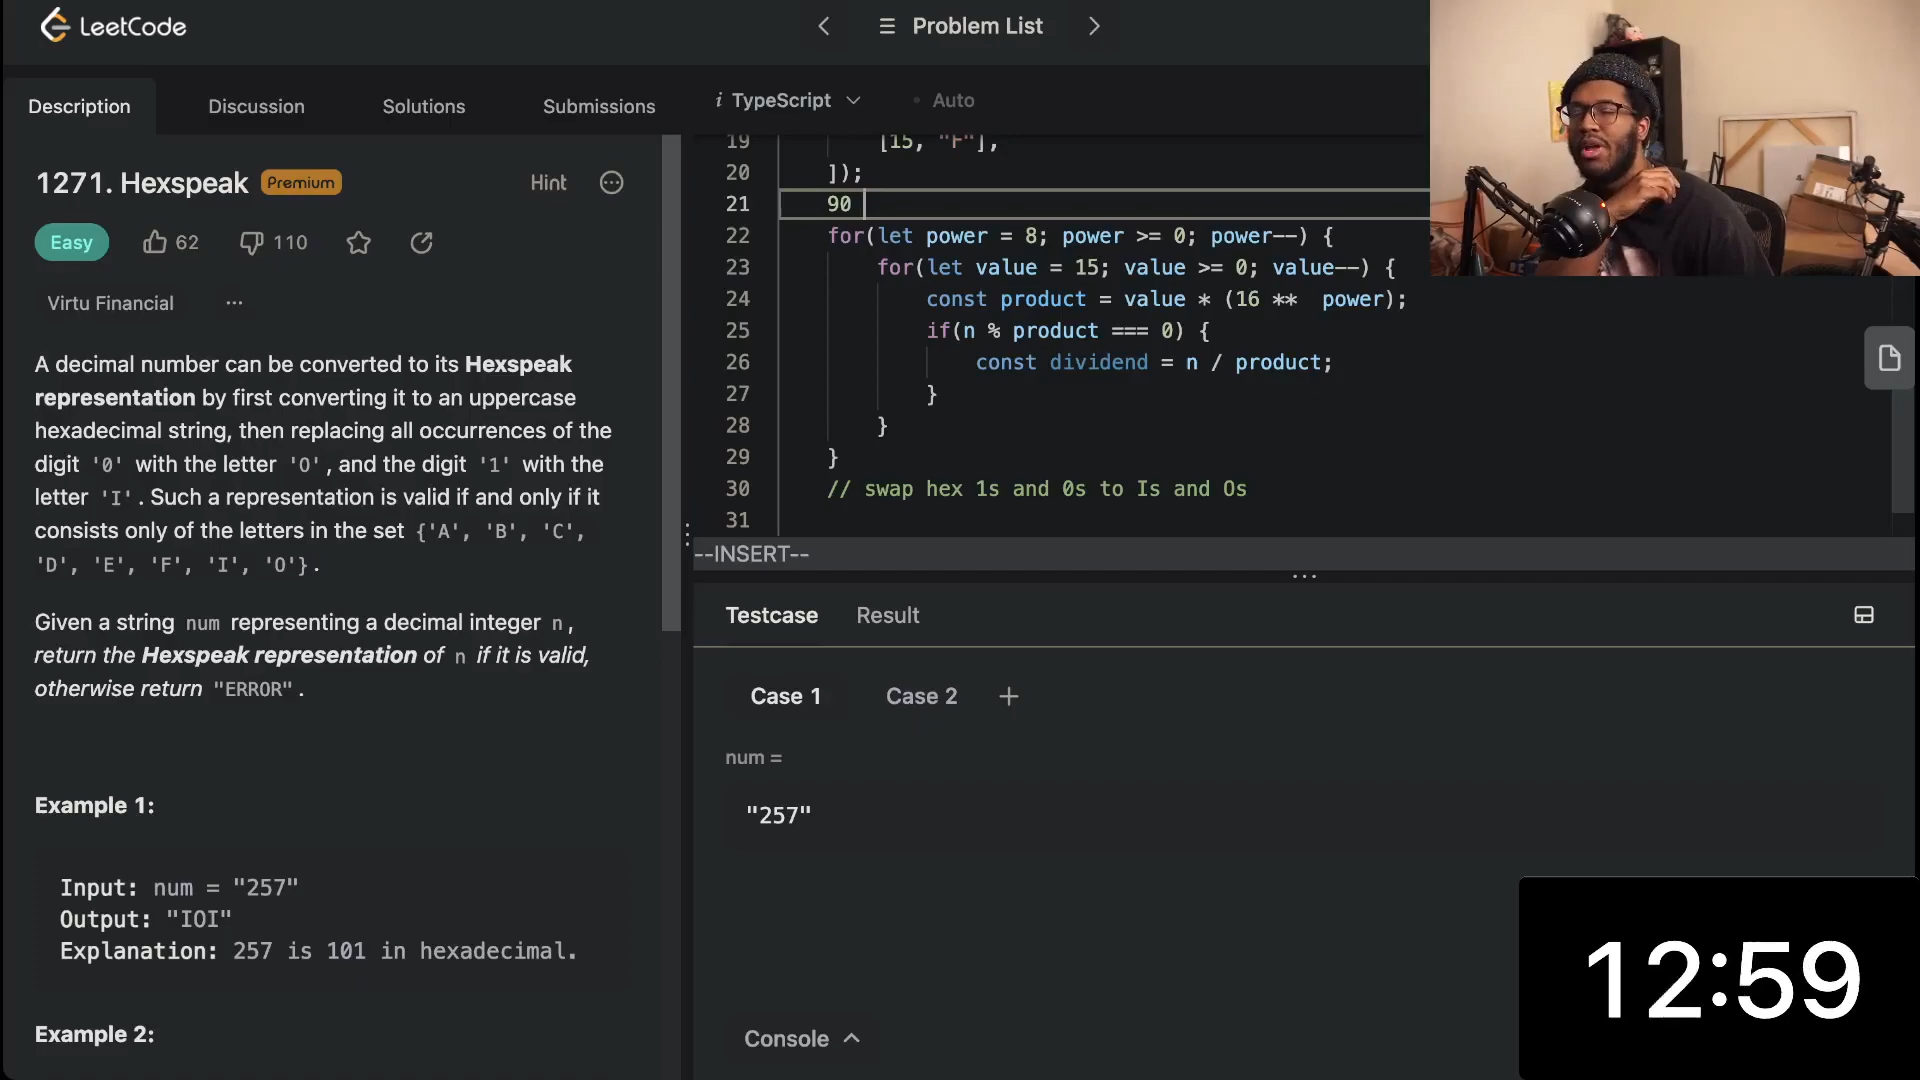 LeetCode
Problem List
Description
Discussion
Solutions
Submissions
i TypeScript
• Auto
1271. Hexspeak
Premium
Hint
Easy
62
110
Virtu Financial
...
A decimal number can be converted to its Hexspeak
representation by first converting it to an uppercase
hexadecimal string, then replacing all occurrences of the
digit '0' with the letter 'O', and the digit '1' with the
letter 'I'. Such a representation is valid if and only if it
consists only of the letters in the set {'A', 'B', 'C',
'D', 'E', 'F', 'I', 'O'}.
Given a string num representing a decimal integer n,
return the Hexspeak representation of n if it is valid,
otherwise return "ERROR".
Example 1:
Input: num = "257"
Output: "IOI"
Explanation: 257 is 101 in hexadecimal.
Example 2:
19 [15, "F"],
20 ]);
21 90
22 for(let power = 8; power >= 0; power--) {
23 for(let value = 15; value >= 0; value--) {
24 const product = value * (16 ** power);
25 if(n % product === 0) {
26 const dividend = n / product;
27 }
28 }
29 }
30 // swap hex 1s and 0s to Is and Os
31
--INSERT--
Testcase
Result
Case 1
Case 2
+
num =
"257"
Console
12:59